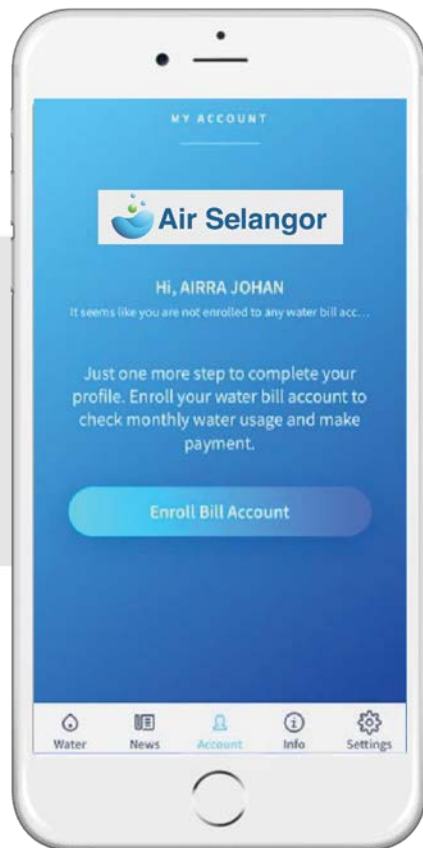 MY ACCOUNT
Air Selangor
Hi, AIRRA JOHAN
It seems like you are not enrolled to any water bill acc...
Just one more step to complete your
profile. Enroll your water bill account to
check monthly water usage and make
payment.
Enroll Bill Account
Water News Account Info Settings